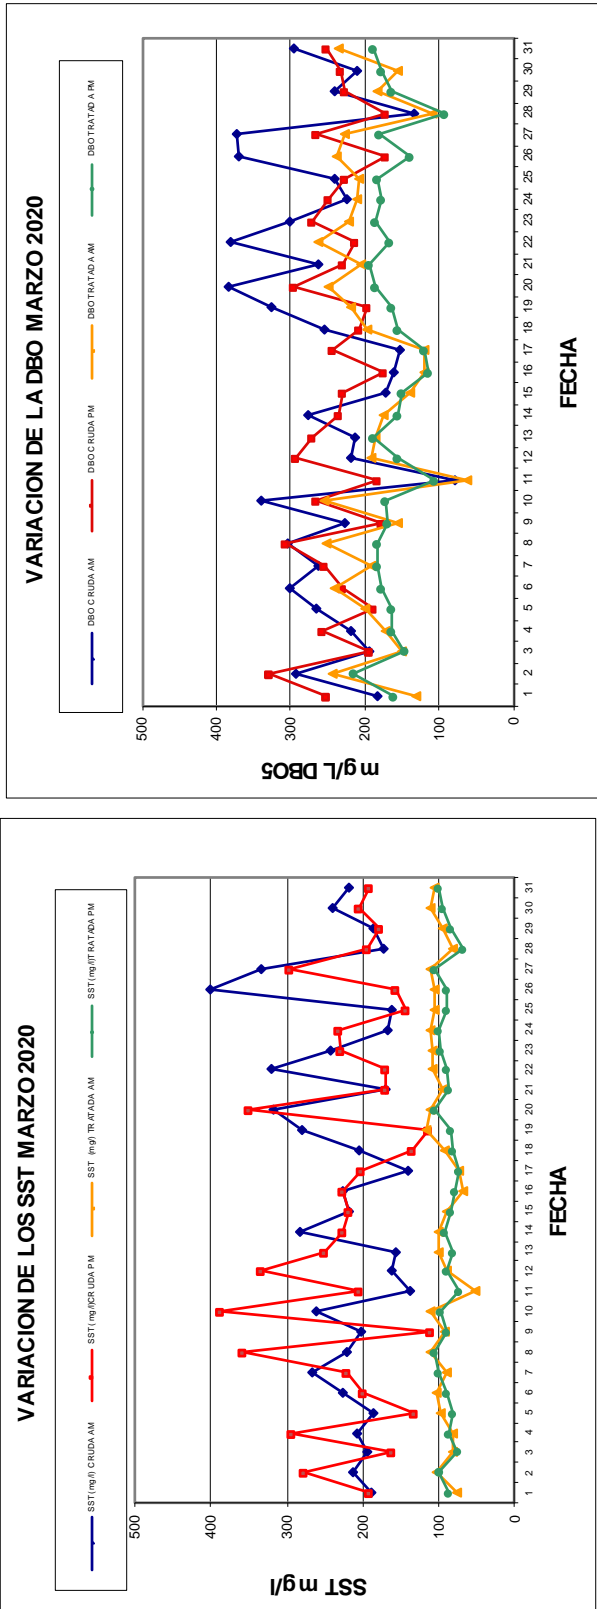 VARIACION DE LOS SST MARZO 2020
SST(mg/l) CRUDA AM
SST(mg/l)CRUDA PM
SST (mg/) TRATADA AM
SST(mg/l)TRATADA PM
SST mg/l
500
400
300
200
100
0
1 2 3 4 5 6 7 8 9 10 11 12 13 14 15 16 17 18 19 20 21 22 23 24 25 26 27 28 29 30 31
FECHA
VARIACION DE LA DBO MARZO 2020
DBO CRUDA AM
DBO CRUDA PM
DBO TRATADA AM
DBO TRATADA PM
mg/L DBO5
500
400
300
200
100
0
1 2 3 4 5 6 7 8 9 10 11 12 13 14 15 16 17 18 19 20 21 22 23 24 25 26 27 28 29 30 31
FECHA